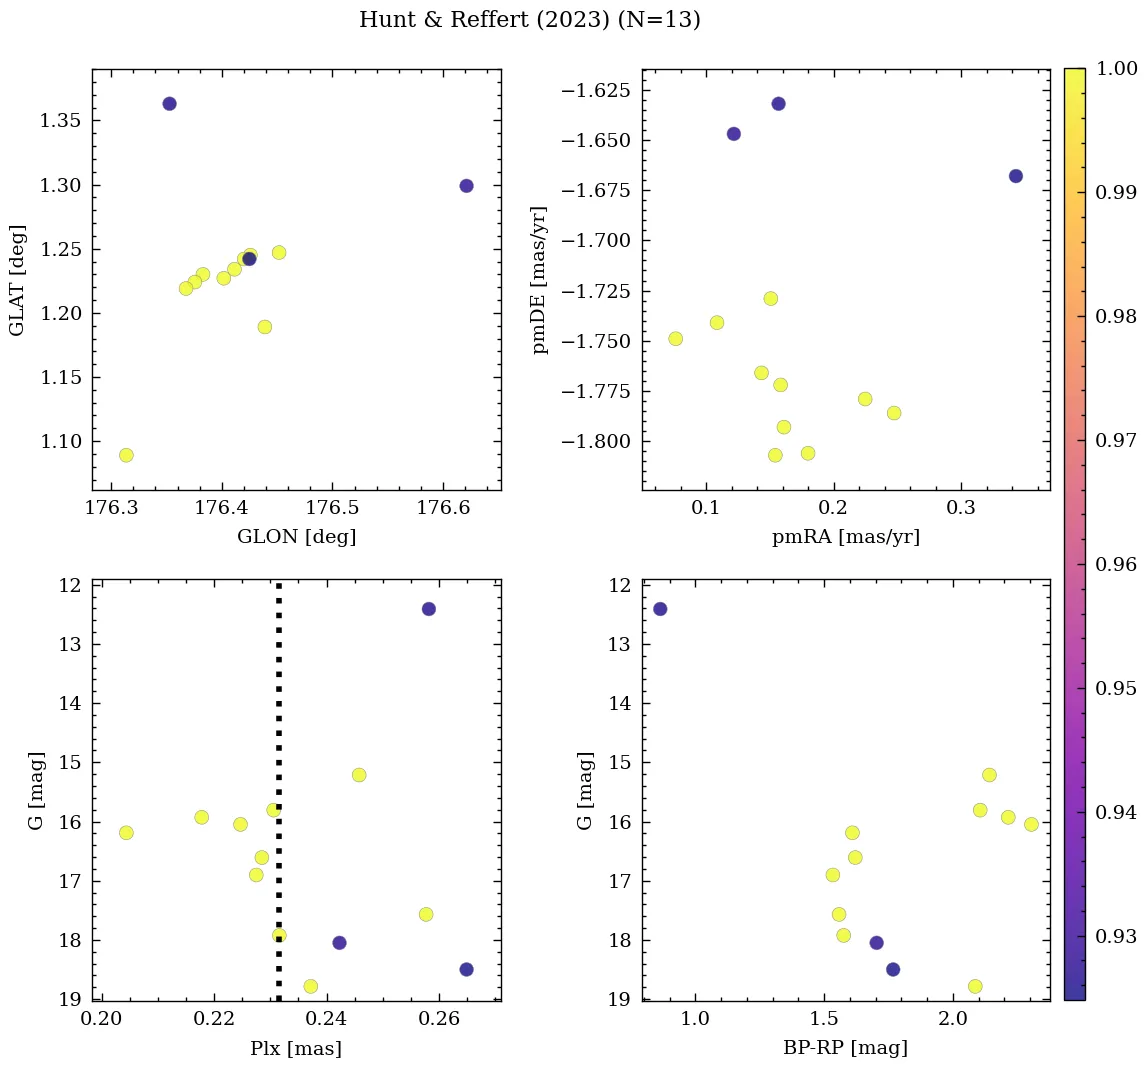 Hunt & Reffert (2023) (N=13)
1.35
1.30
1.25
1.20
1.15
1.10
GLAT [deg]
176.3 176.4 176.5 176.6
GLON [deg]
−1.625
−1.650
−1.675
−1.700
−1.725
−1.750
−1.775
−1.800
pmDE [mas/yr]
0.1 0.2 0.3
pmRA [mas/yr]
12
13
14
15
16
17
18
19
G [mag]
0.20 0.22 0.24 0.26
Plx [mas]
12
13
14
15
16
17
18
19
G [mag]
1.0 1.5 2.0
BP-RP [mag]
1.00
0.99
0.98
0.97
0.96
0.95
0.94
0.93